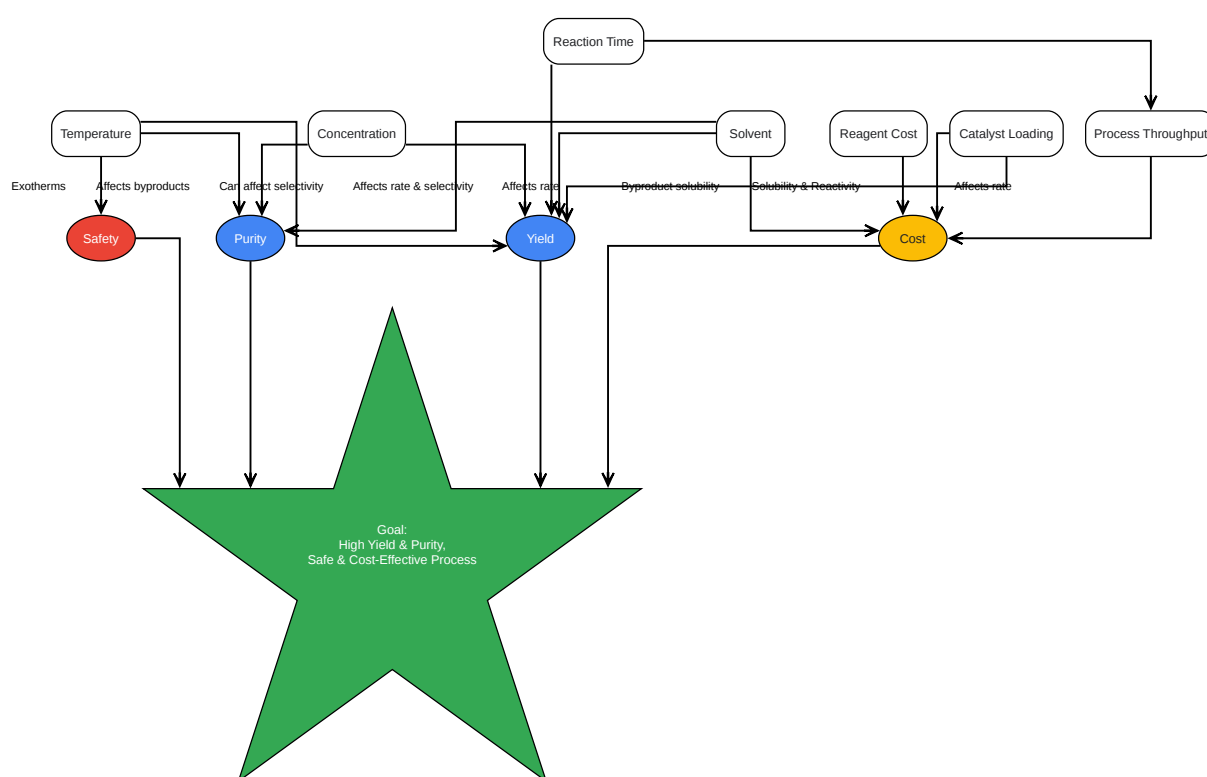 Reaction Time
Temperature
Concentration
Solvent
Reagent Cost
Catalyst Loading
Process Throughput
Exotherms
Affects byproducts
Can affect selectivity
Affects rate & selectivity
Affects rate
Byproduct solubility
Solubility & Reactivity
Affects rate
Safety
Purity
Yield
Cost
Goal:
High Yield & Purity,
Safe & Cost-Effective Process